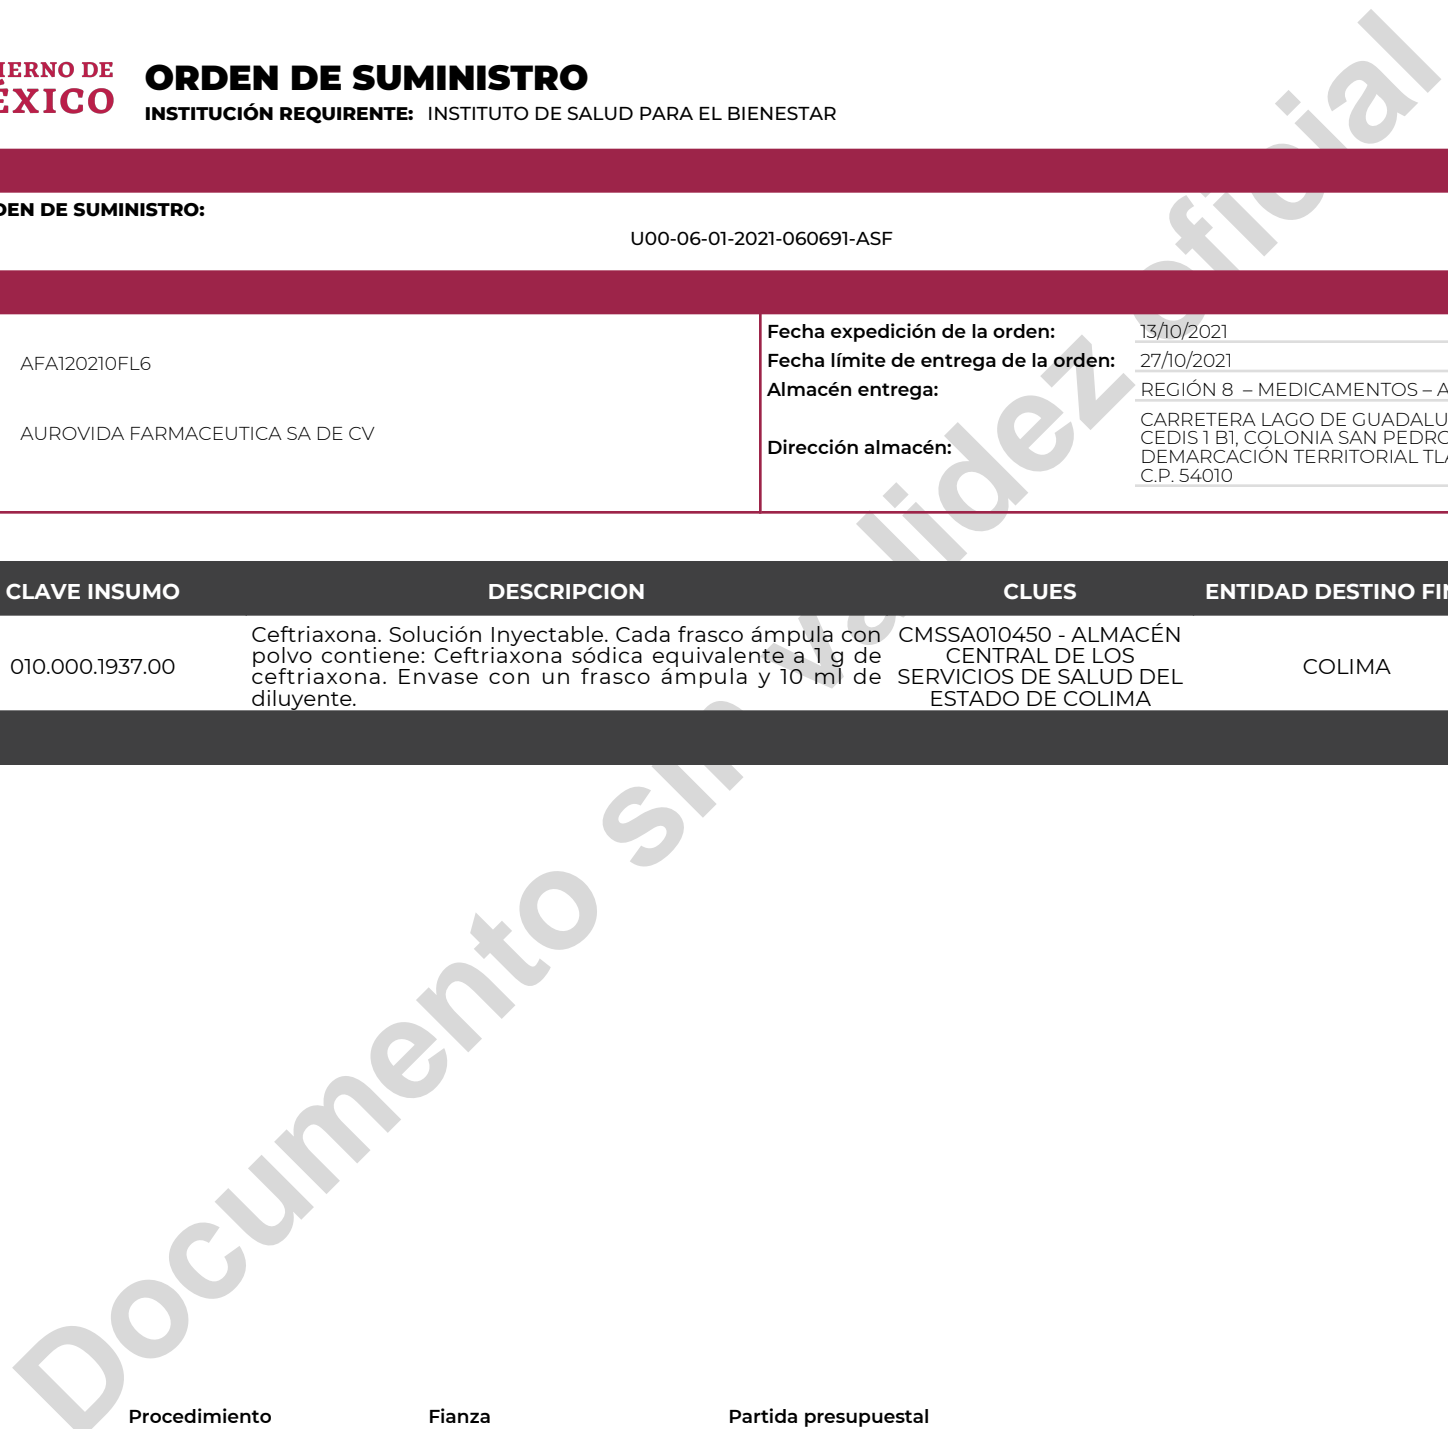 IERNO DE
ÉXICO
ORDEN DE SUMINISTRO
INSTITUCIÓN REQUIRENTE: INSTITUTO DE SALUD PARA EL BIENESTAR
DEN DE SUMINISTRO:
U00-06-01-2021-060691-ASF
AFA120210FL6
AUROVIDA FARMACEUTICA SA DE CV
Fecha expedición de la orden: 13/10/2021
Fecha límite de entrega de la orden: 27/10/2021
Almacén entrega: REGIÓN 8 – MEDICAMENTOS – A
Dirección almacén:
CARRETERA LAGO DE GUADALU
CEDIS 1 B1, COLONIA SAN PEDRO
DEMARCACIÓN TERRITORIAL TLA
C.P. 54010
CLAVE INSUMO DESCRIPCION CLUES ENTIDAD DESTINO FIN
010.000.1937.00
Ceftriaxona. Solución Inyectable. Cada frasco ámpula con
polvo contiene: Ceftriaxona sódica equivalente a 1 g de
ceftriaxona. Envase con un frasco ámpula y 10 ml de
diluyente.
CMSSA010450 - ALMACÉN
CENTRAL DE LOS
SERVICIOS DE SALUD DEL
ESTADO DE COLIMA
COLIMA
Documento sin validez oficial
Procedimiento Fianza Partida presupuestal